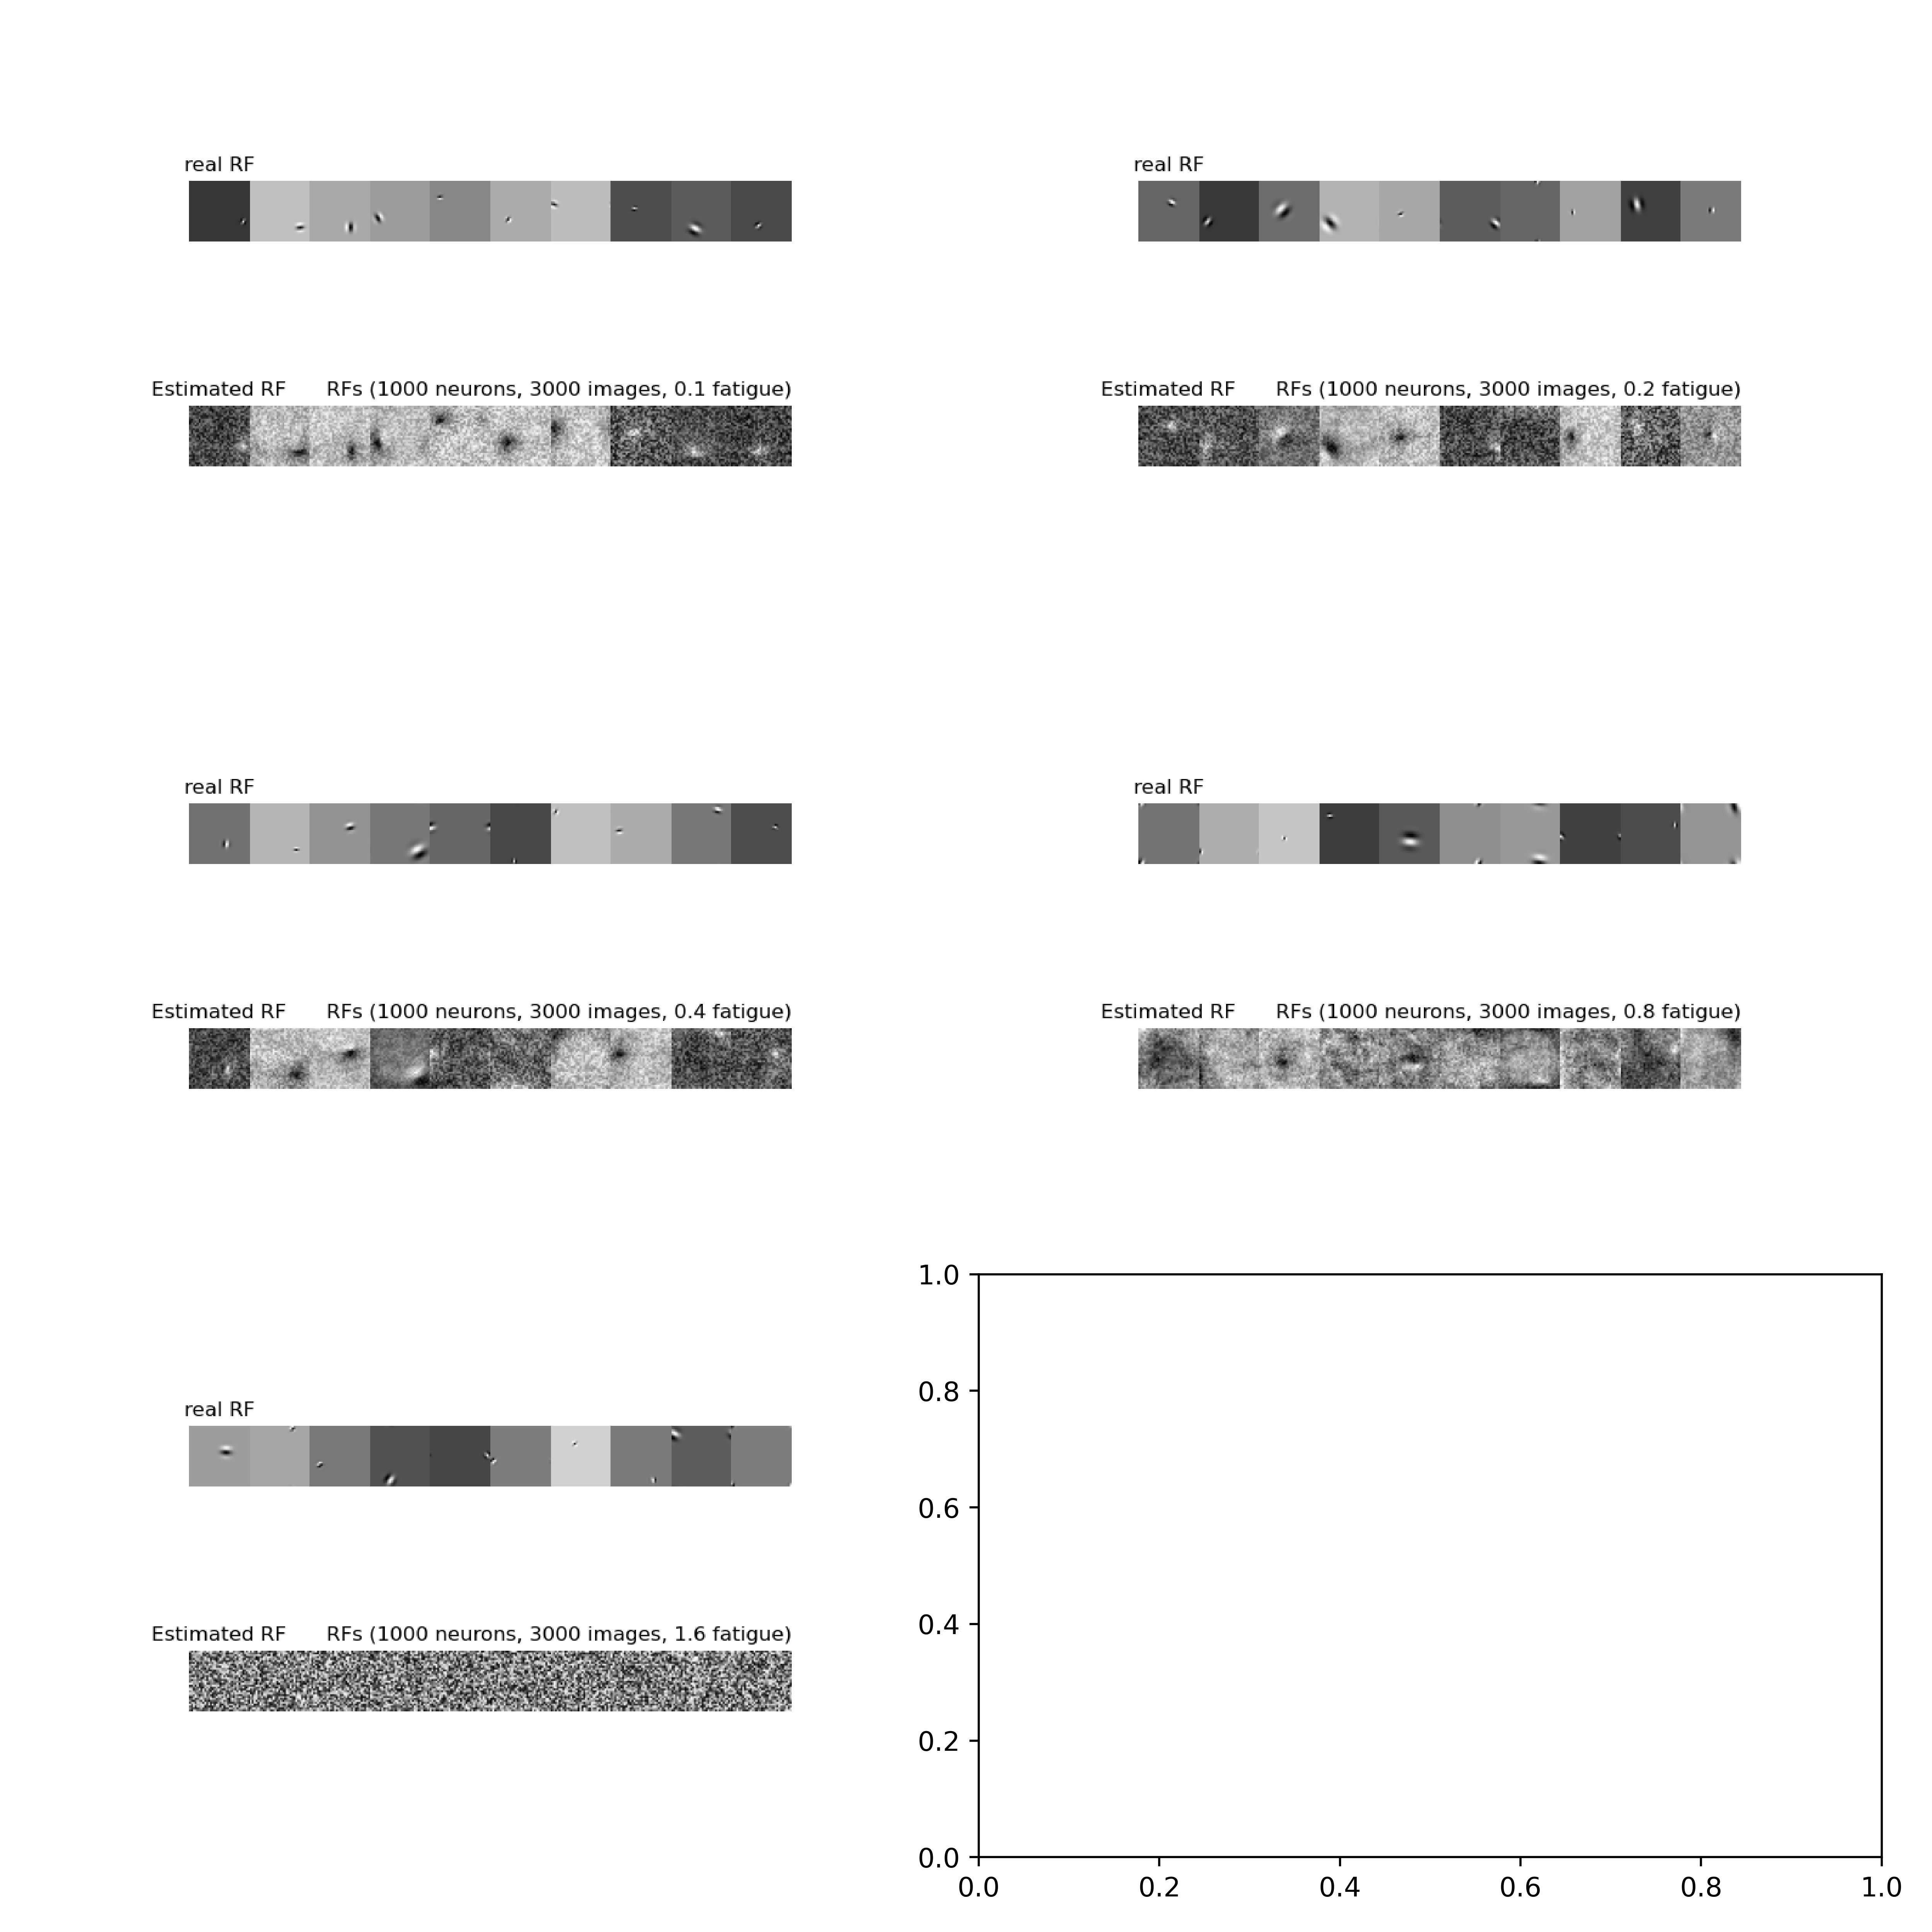 real RF
real RF
Estimated RF RFs (1000 neurons, 3000 images, 0.1 fatigue)
Estimated RF RFs (1000 neurons, 3000 images, 0.2 fatigue)
real RF
real RF
Estimated RF RFs (1000 neurons, 3000 images, 0.4 fatigue)
Estimated RF RFs (1000 neurons, 3000 images, 0.8 fatigue)
real RF
Estimated RF RFs (1000 neurons, 3000 images, 1.6 fatigue)
1.0
0.8
0.6
0.4
0.2
0.0
0.0 0.2 0.4 0.6 0.8 1.0